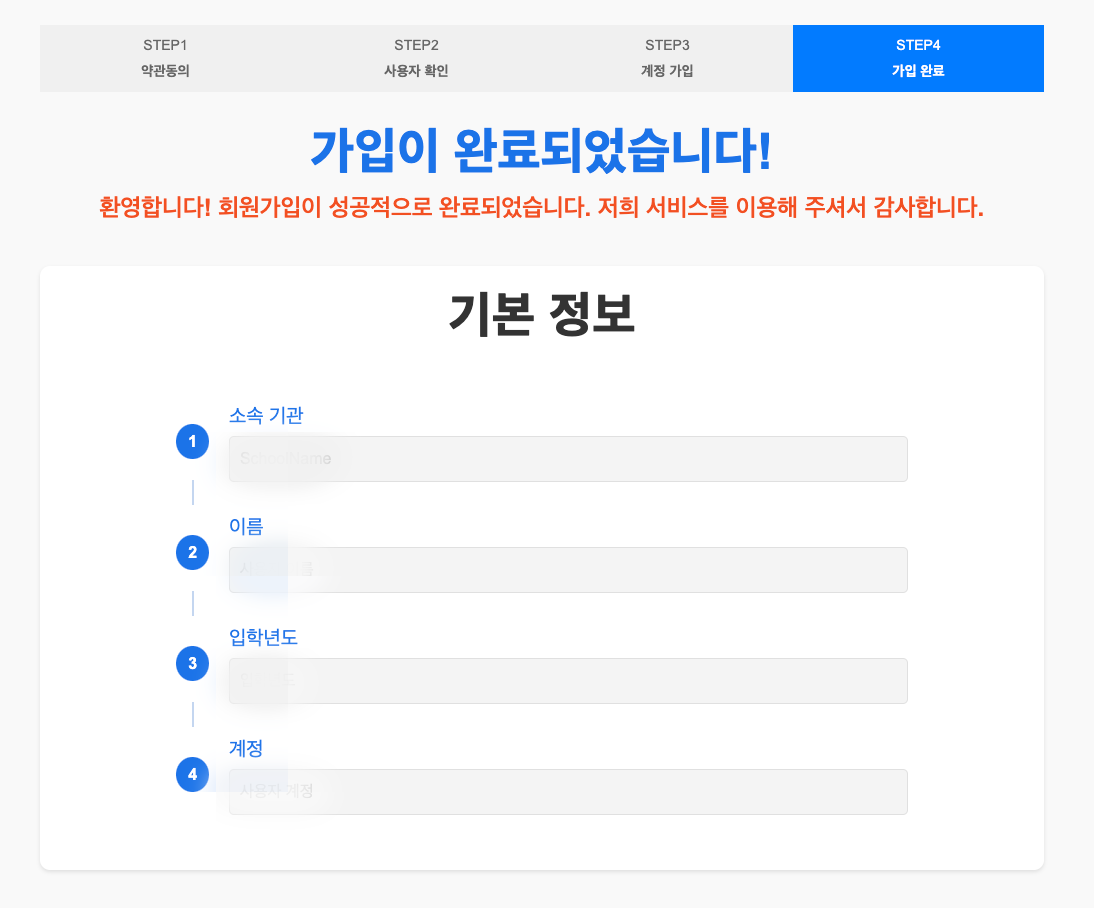 STEP1
약관동의
STEP2
사용자 확인
STEP3
계정 가입
STEP4
가입 완료
가입이 완료되었습니다!
환영합니다! 회원가입이 성공적으로 완료되었습니다. 저희 서비스를 이용해 주셔서 감사합니다.
기본 정보
1
소속 기관
SchoolName
2
이름
3
입학년도
4
계정
사용자 계정